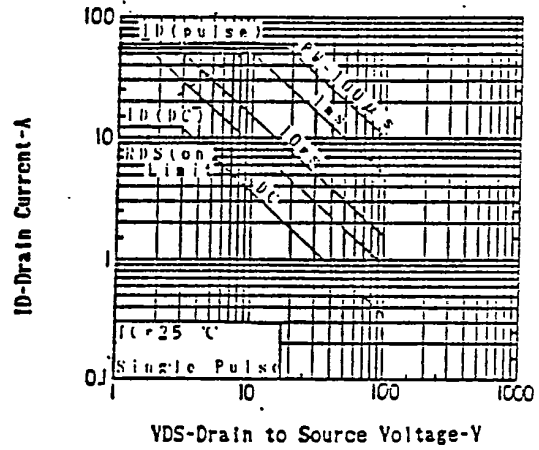 100
ID(pulse)
PW=100μs
1ms
ID(DC)
10
10ms
RDS(on
Limit
DC
1
TC=25 ℃
Single Pulse
0.1
1 10 100 1000
ID-Drain Current-A
VDS-Drain to Source Voltage-V